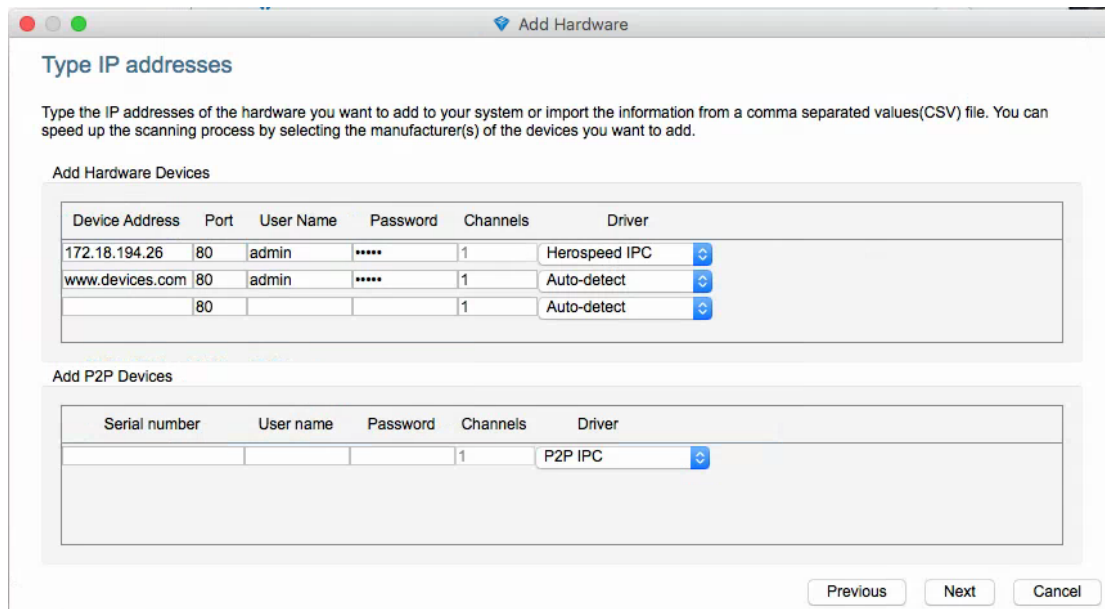 Add Hardware
Type IP addresses
Type the IP addresses of the hardware you want to add to your system or import the information from a comma separated values(CSV) file. You can
speed up the scanning process by selecting the manufacturer(s) of the devices you want to add.
Add Hardware Devices
Device Address Port User Name Password Channels Driver
172.18.194.26 80 admin ••••• 1 Herospeed IPC
www.devices.com 80 admin ••••• 1 Auto-detect
80 1 Auto-detect
Add P2P Devices
Serial number User name Password Channels Driver
1 P2P IPC
Previous Next Cancel